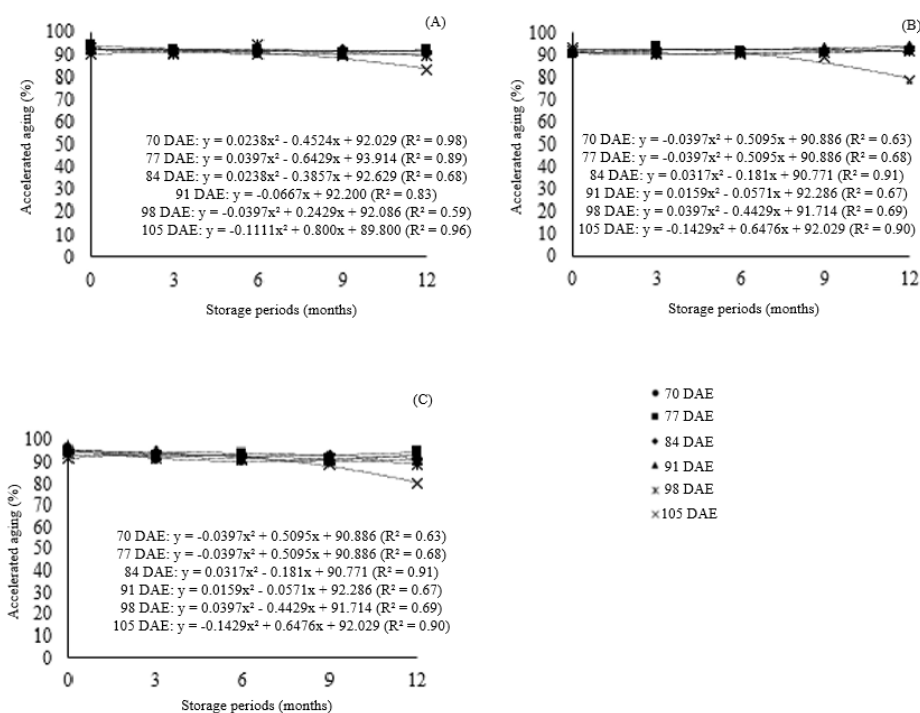 (A)
100
90
80
70
60
50
40
30
20
10
0
Accelerated aging (%)
70 DAE: y = 0.0238x² - 0.4524x + 92.029 (R² = 0.98)
77 DAE: y = 0.0397x² - 0.6429x + 93.914 (R² = 0.89)
84 DAE: y = 0.0238x² - 0.3857x + 92.629 (R² = 0.68)
91 DAE: y = -0.0667x + 92.200 (R² = 0.83)
98 DAE: y = -0.0397x² + 0.2429x + 92.086 (R² = 0.59)
105 DAE: y = -0.1111x² + 0.800x + 89.800 (R² = 0.96)
0 3 6 9 12
Storage periods (months)
(B)
100
90
80
70
60
50
40
30
20
10
0
Accelerated aging (%)
70 DAE: y = -0.0397x² + 0.5095x + 90.886 (R² = 0.63)
77 DAE: y = -0.0397x² + 0.5095x + 90.886 (R² = 0.68)
84 DAE: y = 0.0317x² - 0.181x + 90.771 (R² = 0.91)
91 DAE: y = 0.0159x² - 0.0571x + 92.286 (R² = 0.67)
98 DAE: y = 0.0397x² - 0.4429x + 91.714 (R² = 0.69)
105 DAE: y = -0.1429x² + 0.6476x + 92.029 (R² = 0.90)
0 3 6 9 12
Storage periods (months)
(C)
100
90
80
70
60
50
40
30
20
10
0
Accelerated aging (%)
70 DAE: y = -0.0397x² + 0.5095x + 90.886 (R² = 0.63)
77 DAE: y = -0.0397x² + 0.5095x + 90.886 (R² = 0.68)
84 DAE: y = 0.0317x² - 0.181x + 90.771 (R² = 0.91)
91 DAE: y = 0.0159x² - 0.0571x + 92.286 (R² = 0.67)
98 DAE: y = 0.0397x² - 0.4429x + 91.714 (R² = 0.69)
105 DAE: y = -0.1429x² + 0.6476x + 92.029 (R² = 0.90)
0 3 6 9 12
Storage periods (months)
70 DAE
77 DAE
84 DAE
91 DAE
98 DAE
105 DAE